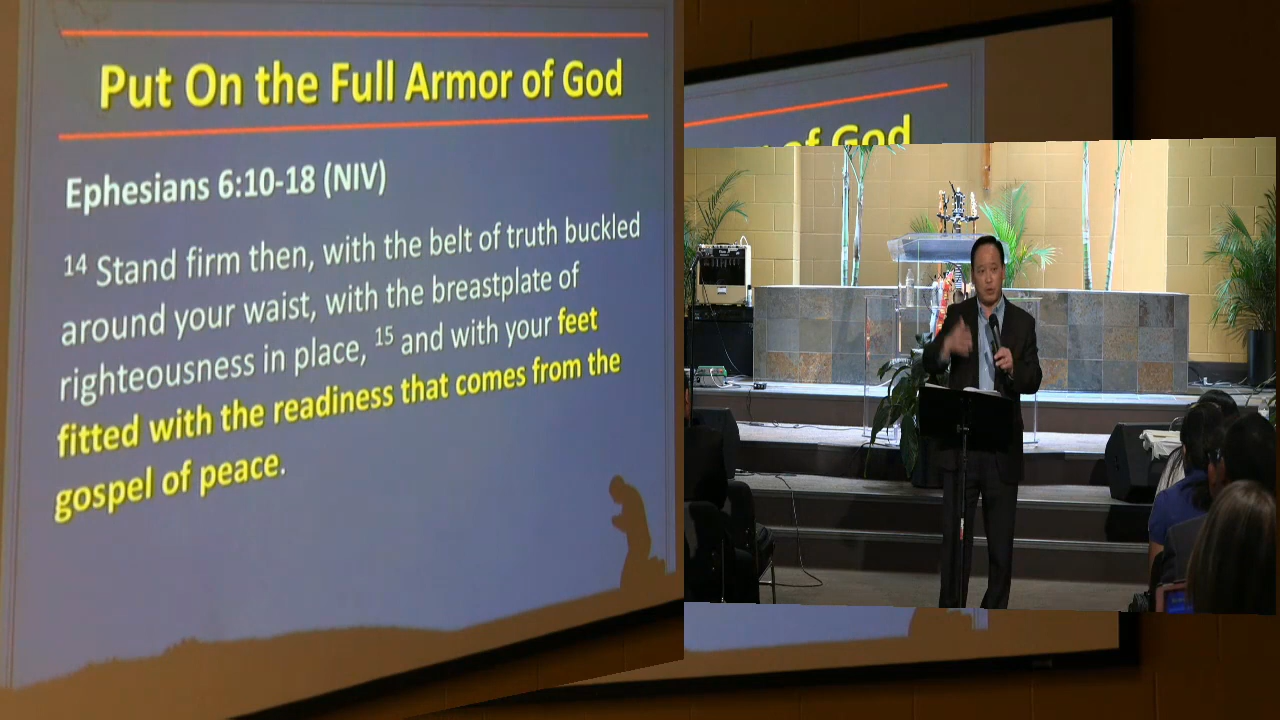 Put On the Full Armor of God
Ephesians 6:10-18 (NIV)
14 Stand firm then, with the belt of truth buckled
around your waist, with the breastplate of
righteousness in place, 15 and with your feet
fitted with the readiness that comes from the
gospel of peace.
of God